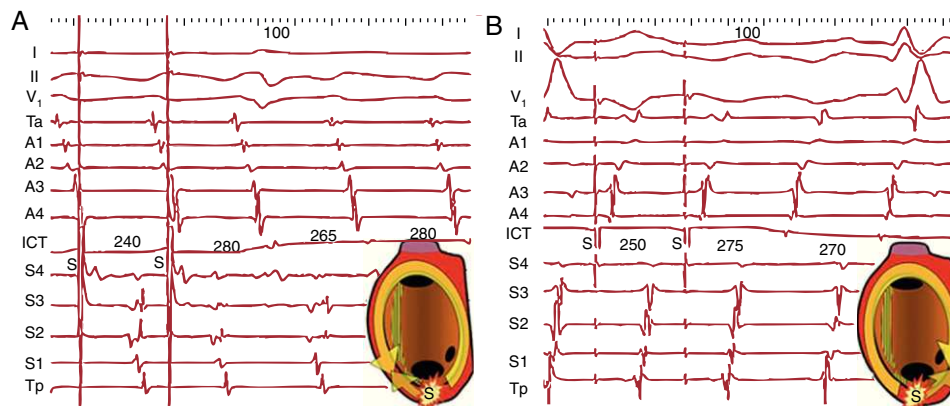 A
100
I
II
V1
Ta
A1
A2
A3
A4
ICT
240 280 265 280
S S
S4
S3
S2
S1
Tp
S
B
100
I
II
V1
Ta
A1
A2
A3
A4
ICT
S 250 S 275 270
S4
S3
S2
S1
Tp
S